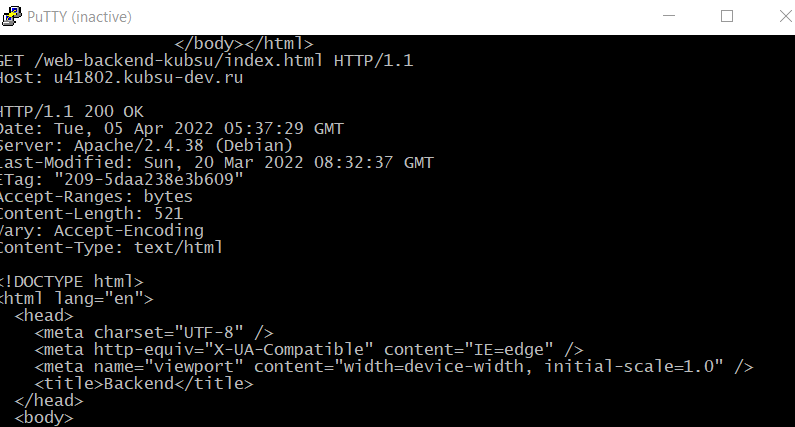 PuTTY (inactive)
</body></html>
GET /web-backend-kubsu/index.html HTTP/1.1
Host: u41802.kubsu-dev.ru
HTTP/1.1 200 OK
Date: Tue, 05 Apr 2022 05:37:29 GMT
Server: Apache/2.4.38 (Debian)
Last-Modified: Sun, 20 Mar 2022 08:32:37 GMT
ETag: "209-5daa238e3b609"
Accept-Ranges: bytes
Content-Length: 521
Vary: Accept-Encoding
Content-Type: text/html
<!DOCTYPE html>
<html lang="en">
<head>
<meta charset="UTF-8" />
<meta http-equiv="X-UA-Compatible" content="IE=edge" />
<meta name="viewport" content="width=device-width, initial-scale=1.0" />
<title>Backend</title>
</head>
<body>